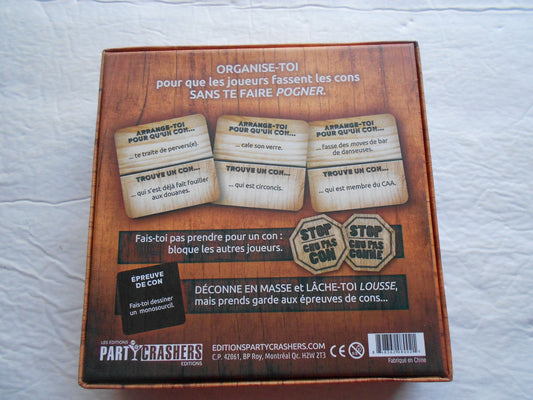 ORGANISE-TOI
pour que les joueurs fassent les cons
SANS TE FAIRE POGNER.
ARRANGE-TOI
POUR QU'UN CON...
... te traite de pervers(e).
TROUVE UN CON...
... qui s'est déjà fait fouiller
aux douanes.
ARRANGE-TOI
POUR QU'UN CON...
... cale son verre.
TROUVE UN CON...
... qui est circoncis.
ARRANGE-TOI
POUR QU'UN CON...
... fasse des moves de bar
de danseuses.
TROUVE UN CON...
... qui est membre du CAA.
Fais-toi pas prendre pour un con :
bloque les autres joueurs.
STOP
CHU PAS
CON
STOP
CHU PAS
CONNE
ÉPREUVE
DE CON
Fais-toi dessiner
un monosourcil.
DÉCONNE EN MASSE et LÂCHE-TOI LOUSSE,
mais prends garde aux épreuves de cons...
LES ÉDITIONS
PARTY CRASHERS
EDITIONS
EDITIONSPARTYCRASHERS.COM
C.P. 42061, BP Roy, Montréal Qc. H2W 2T3
CE
0-3
Fabriqué en Chine